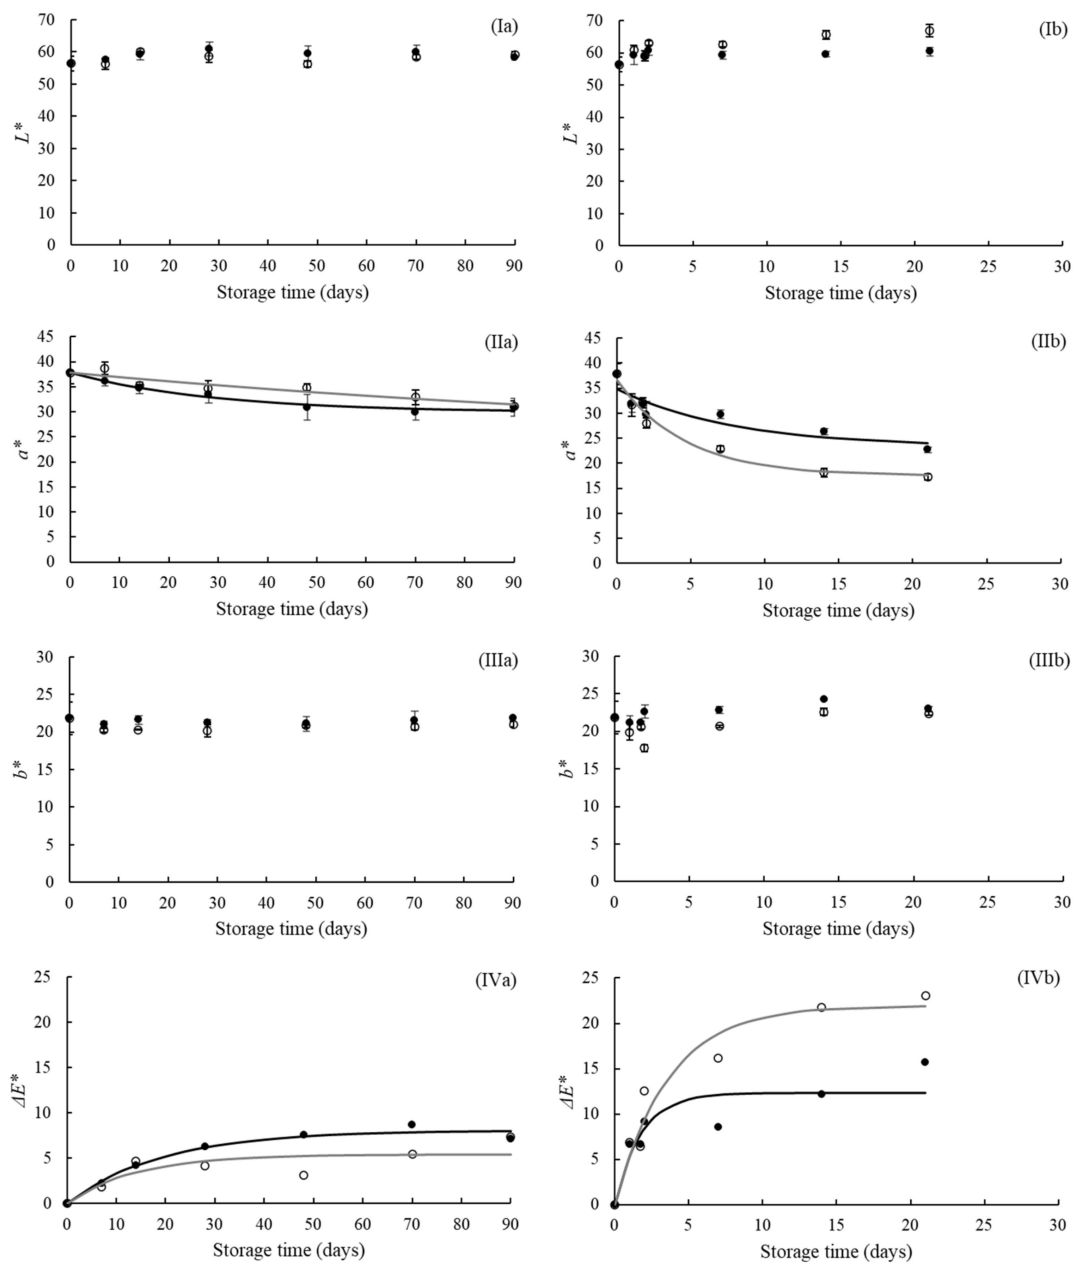 70 (Ia)
60
50
40
L*
30
20
10
0
0 10 20 30 40 50 60 70 80 90
Storage time (days)
70 (Ib)
60
50
40
L*
30
20
10
0
0 5 10 15 20 25 30
Storage time (days)
45 (IIa)
40
35
30
25
a*
20
15
10
5
0
0 10 20 30 40 50 60 70 80 90
Storage time (days)
45 (IIb)
40
35
30
25
a*
20
15
10
5
0
0 5 10 15 20 25 30
Storage time (days)
30 (IIIa)
25
20
15
b*
10
5
0
0 10 20 30 40 50 60 70 80 90
Storage time (days)
30 (IIIb)
25
20
15
b*
10
5
0
0 5 10 15 20 25 30
Storage time (days)
25 (IVa)
20
15
ΔE*
10
5
0
0 10 20 30 40 50 60 70 80 90
Storage time (days)
25 (IVb)
20
15
ΔE*
10
5
0
0 5 10 15 20 25 30
Storage time (days)